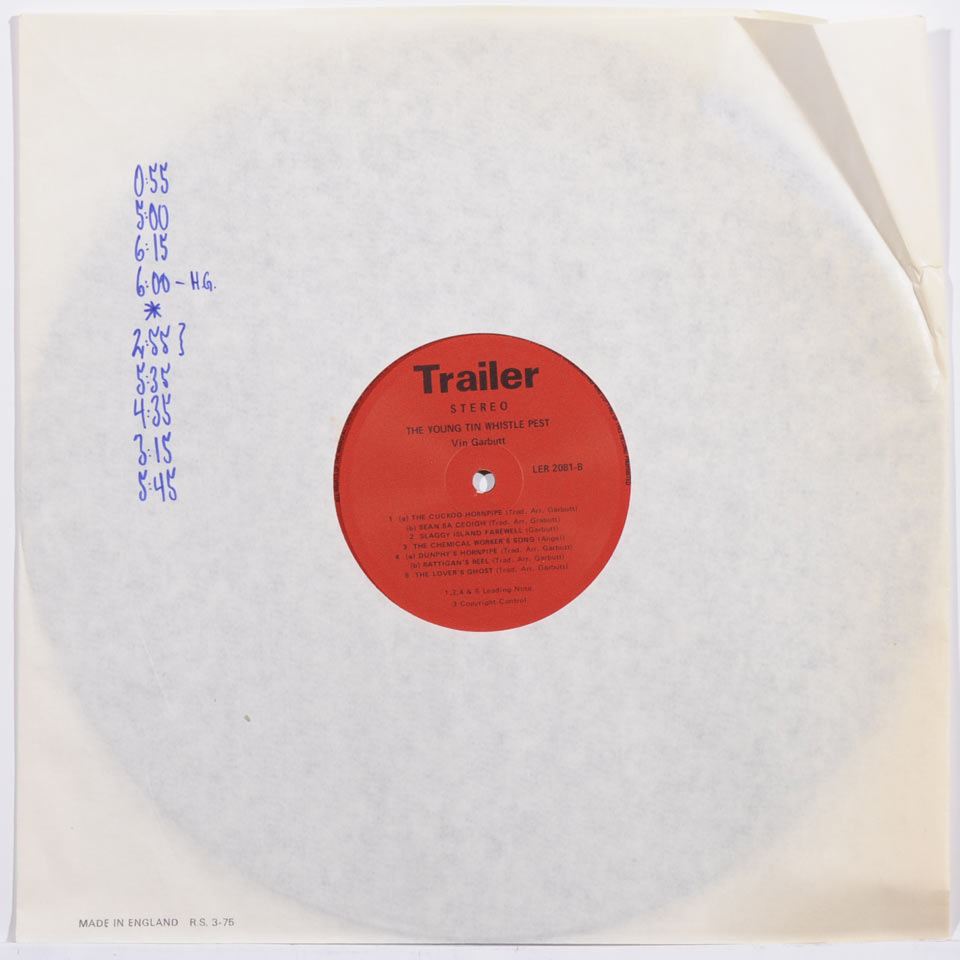 0:55
5:00
6:15
6:00 - H.G.
*
2:55 }
5:35
4:35
3:15
5:45
Trailer
STEREO
THE YOUNG TIN WHISTLE PEST
Vin Garbutt
LER 2081-B
1 (a) THE CUCKOO HORNPIPE (Trad. Arr. Garbutt)
(b) SEAN SA CEOIGH (Trad. Arr. Grabutt)
2 SLAGGY ISLAND FAREWELL (Garbutt)
3 THE CHEMICAL WORKER'S SONG (Angel)
4 (a) DUNPHY'S HORNPIPE (Trad. Arr. Garbutt)
(b) RATTIGAN'S REEL (Trad. Arr. Garbutt)
5 THE LOVER'S GHOST (Trad. Arr. Garbutt)
1,2,4 & 5 Leading Note
3 Copyright Control
MADE IN ENGLAND R.S. 3-75